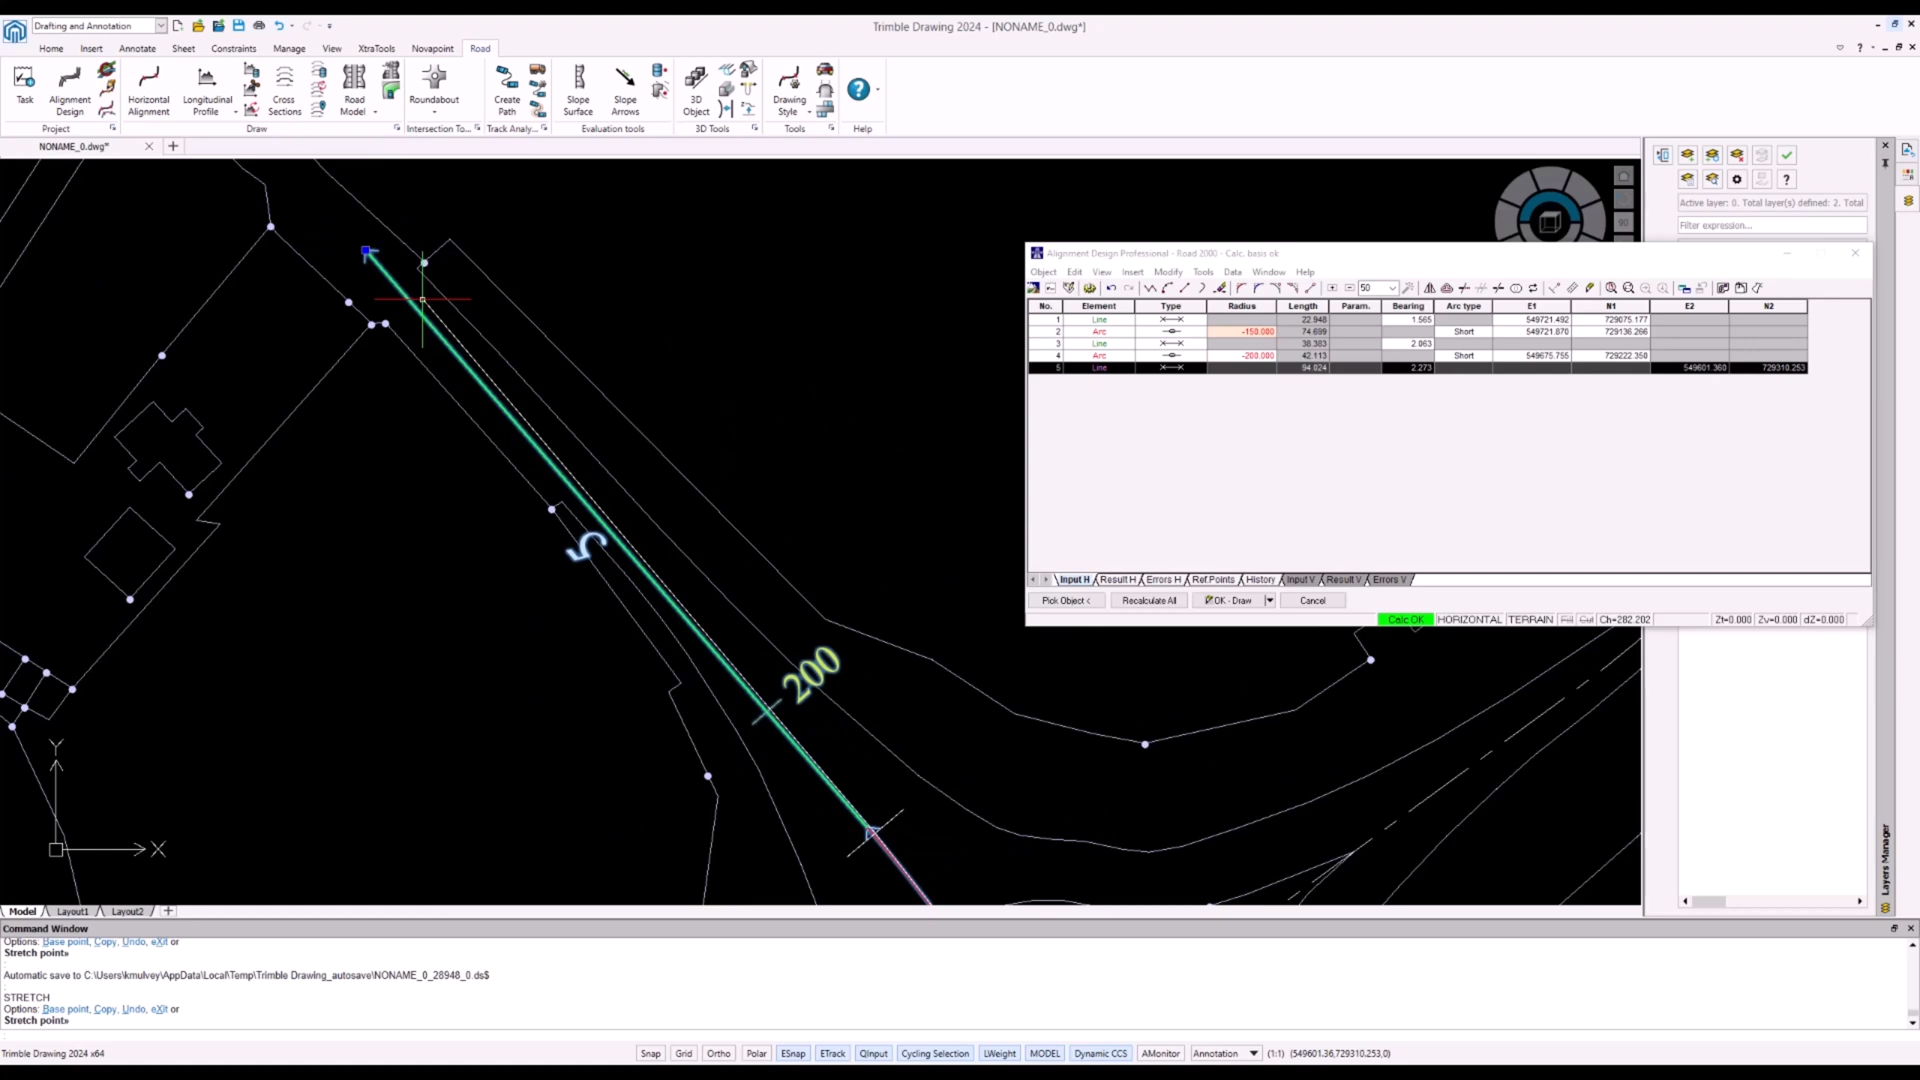 Drafting and Annotation
Trimble Drawing 2024 - [NONAME_0.dwg*]
Home Insert Annotate Sheet Constraints Manage View XtraTools Novapoint Road
Task
Alignment Design
Horizontal Alignment
Longitudinal Profile
Cross Sections
Road Model
Roundabout
Create Path
Slope Surface
Slope Arrows
3D Object
Drawing Style
Project Draw Intersection To... Track Analy... Evaluation tools 3D Tools Tools Help
NONAME_0.dwg*
Active layer: 0. Total layer(s) defined: 2. Total
Filter expression...
Alignment Design Professional - Road 2000 - Calc. basis ok
Object Edit View Insert Modify Tools Data Window Help
50
No. Element Type Radius Length Param. Bearing Arc type E1 N1 E2 N2
1 Line 22.948 1.565 549721.492 729075.177
2 Arc -150.000 74.699 Short 549721.870 729136.266
3 Line 38.383 2.063
4 Arc -200.000 42.113 Short 549675.755 729222.350
5 Line 94.024 2.273 549601.360 729310.253
Input H Result H Errors H Ref.Points History Input V Result V Errors V
Pick Object < Recalculate All OK - Draw Cancel
Calc OK HORIZONTAL TERRAIN Fill Cut Ch=282.202 Zt=0.000 Zv=0.000 dZ=0.000
5
200
Y
X
Layers Manager
Model Layout1 Layout2
Command Window
Options: Base point, Copy, Undo, eXit or
Stretch point»
:
Automatic save to C:\Users\kmulvey\AppData\Local\Temp\Trimble Drawing_autosave\NONAME_0_28948_0.ds$
:
STRETCH
Options: Base point, Copy, Undo, eXit or
Stretch point»
:
Trimble Drawing 2024 x64
Snap Grid Ortho Polar ESnap ETrack QInput Cycling Selection LWeight MODEL Dynamic CCS AMonitor Annotation (1:1) (549601.36,729310.253,0)